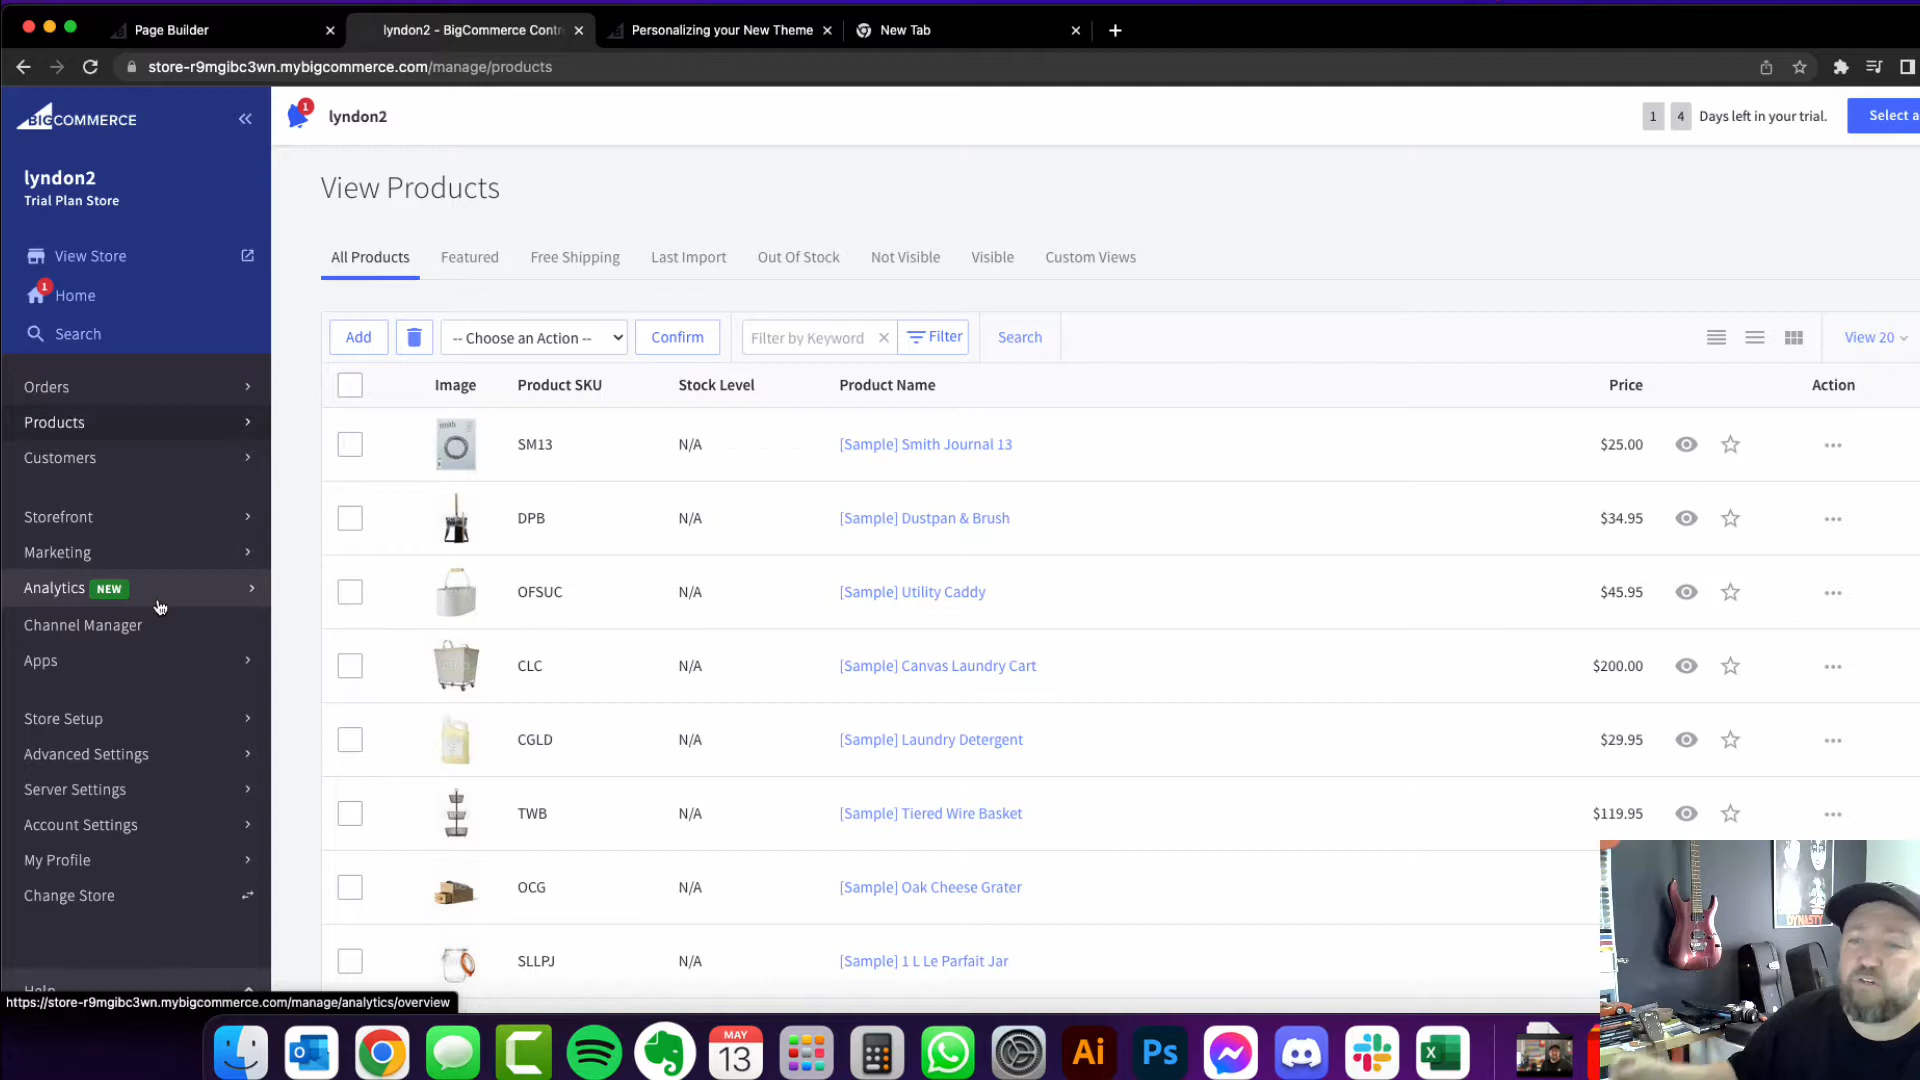 Page Builder
lyndon2 - BigCommerce Contr
Personalizing your New Theme
New Tab
store-r9mgibc3wn.mybigcommerce.com/manage/products
BIGCOMMERCE
1
lyndon2
1 4 Days left in your trial.
Select a
lyndon2
Trial Plan Store
View Store
1
Home
Search
Orders
Products
Customers
Storefront
Marketing
Analytics NEW
Channel Manager
Apps
Store Setup
Advanced Settings
Server Settings
Account Settings
My Profile
Change Store
Help
https://store-r9mgibc3wn.mybigcommerce.com/manage/analytics/overview
View Products
All Products Featured Free Shipping Last Import Out Of Stock Not Visible Visible Custom Views
Add -- Choose an Action -- Confirm Filter by Keyword Filter Search View 20
Image Product SKU Stock Level Product Name Price Action
SM13 N/A [Sample] Smith Journal 13 $25.00
DPB N/A [Sample] Dustpan & Brush $34.95
OFSUC N/A [Sample] Utility Caddy $45.95
CLC N/A [Sample] Canvas Laundry Cart $200.00
CGLD N/A [Sample] Laundry Detergent $29.95
TWB N/A [Sample] Tiered Wire Basket $119.95
OCG N/A [Sample] Oak Cheese Grater
SLLPJ N/A [Sample] 1 L Le Parfait Jar
smith
DYNASTY
MAY
13
Ai
Ps